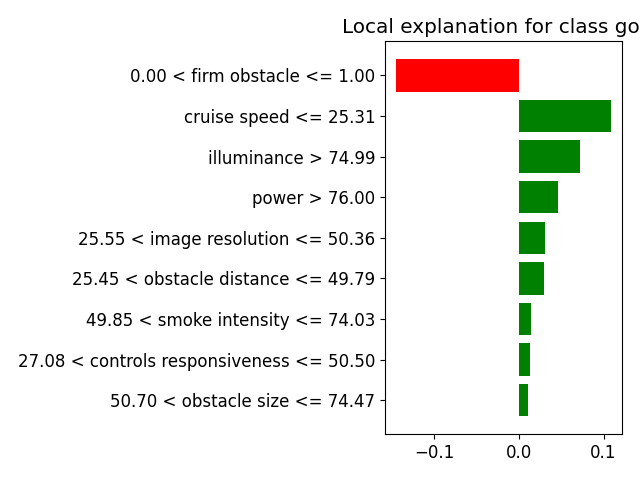 Local explanation for class go
0.00 < firm obstacle <= 1.00
cruise speed <= 25.31
illuminance > 74.99
power > 76.00
25.55 < image resolution <= 50.36
25.45 < obstacle distance <= 49.79
49.85 < smoke intensity <= 74.03
27.08 < controls responsiveness <= 50.50
50.70 < obstacle size <= 74.47
−0.1 0.0 0.1